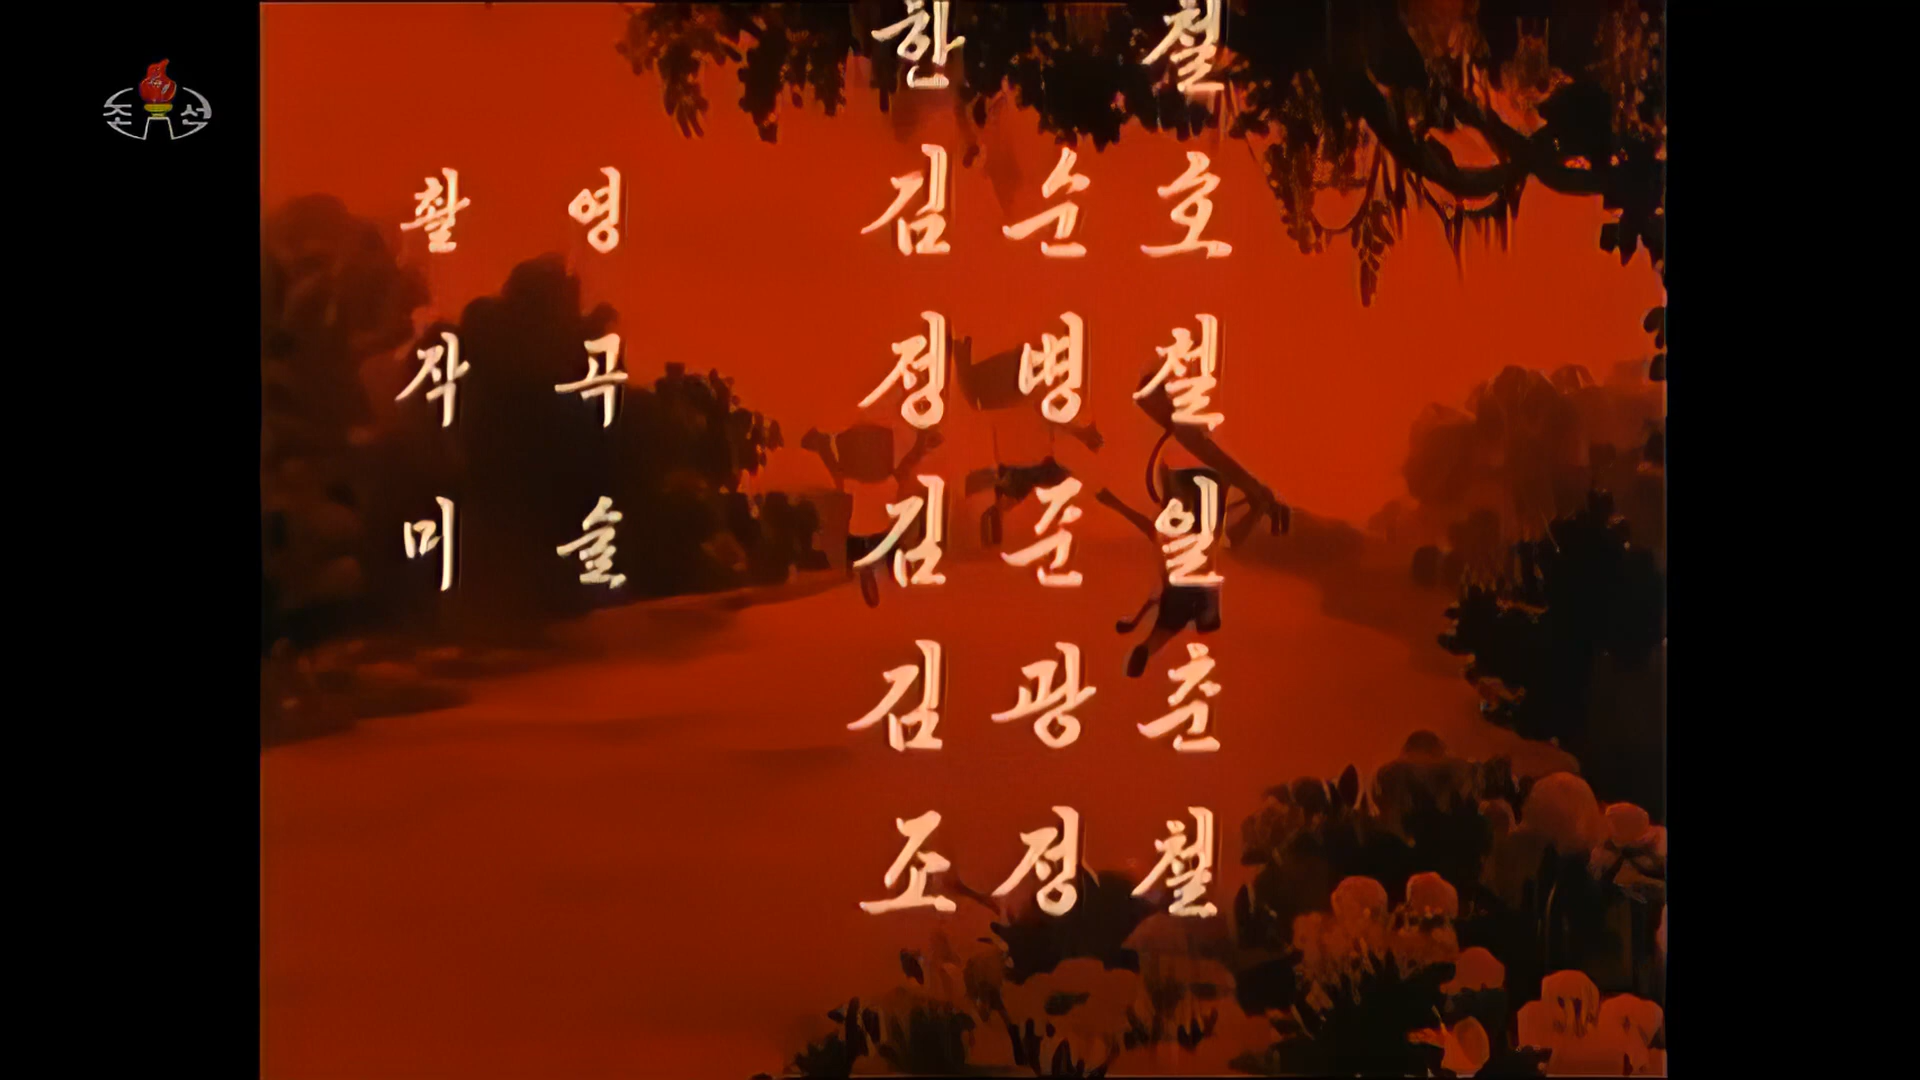 조선
한 철
촬영 김순호
작곡 정병철
미술 김준일
김광춘
조정철